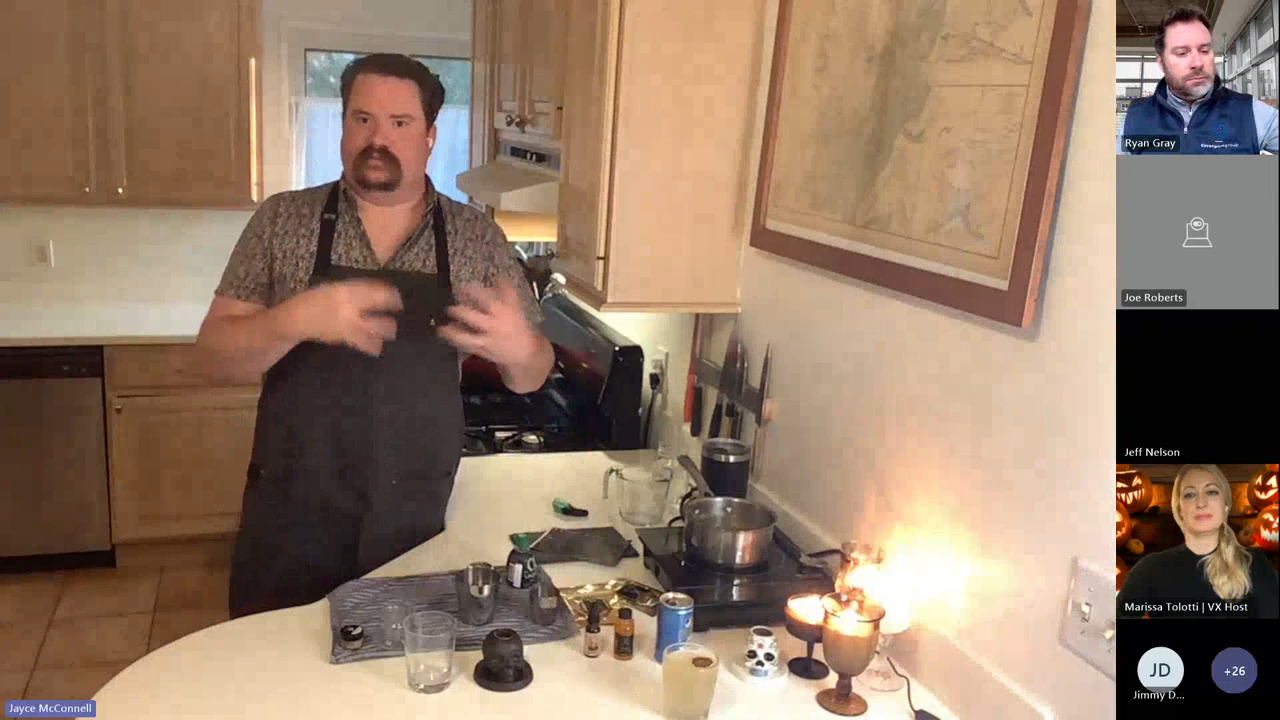 Ryan Gray
Joe Roberts
Jeff Nelson
Marissa Tolotti | VX Host
JD
Jimmy D...
+26
Jayce McConnell